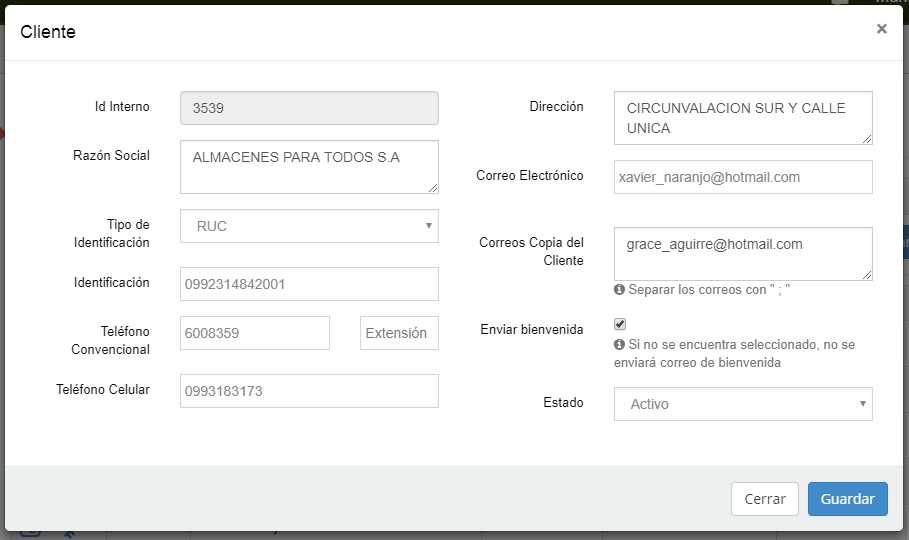 Cliente
×
Id Interno
3539
Razón Social
ALMACENES PARA TODOS S.A
Tipo de
Identificación
RUC
Identificación
0992314842001
Teléfono
Convencional
6008359
Extensión
Teléfono Celular
0993183173
Dirección
CIRCUNVALACION SUR Y CALLE
UNICA
Correo Electrónico
xavier_naranjo@hotmail.com
Correos Copia del
Cliente
grace_aguirre@hotmail.com
Separar los correos con " ; "
Enviar bienvenida
Si no se encuentra seleccionado, no se
enviará correo de bienvenida
Estado
Activo
Cerrar
Guardar